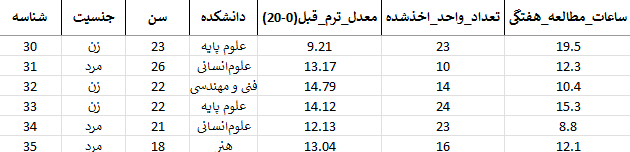 شناسه جنسیت سن دانشکده معدل_ترم_قبل(0-20) تعداد_واحد_اخذشده ساعات_مطالعه_هفتگی
30 زن 23 علوم پایه 9.21 23 19.5
31 مرد 26 علوم‌انسانی 13.17 10 12.3
32 زن 22 فنی و مهندسی 14.79 14 10.4
33 زن 22 علوم پایه 14.12 24 15.3
34 مرد 21 علوم‌انسانی 12.13 23 8.8
35 مرد 18 هنر 13.04 16 12.1